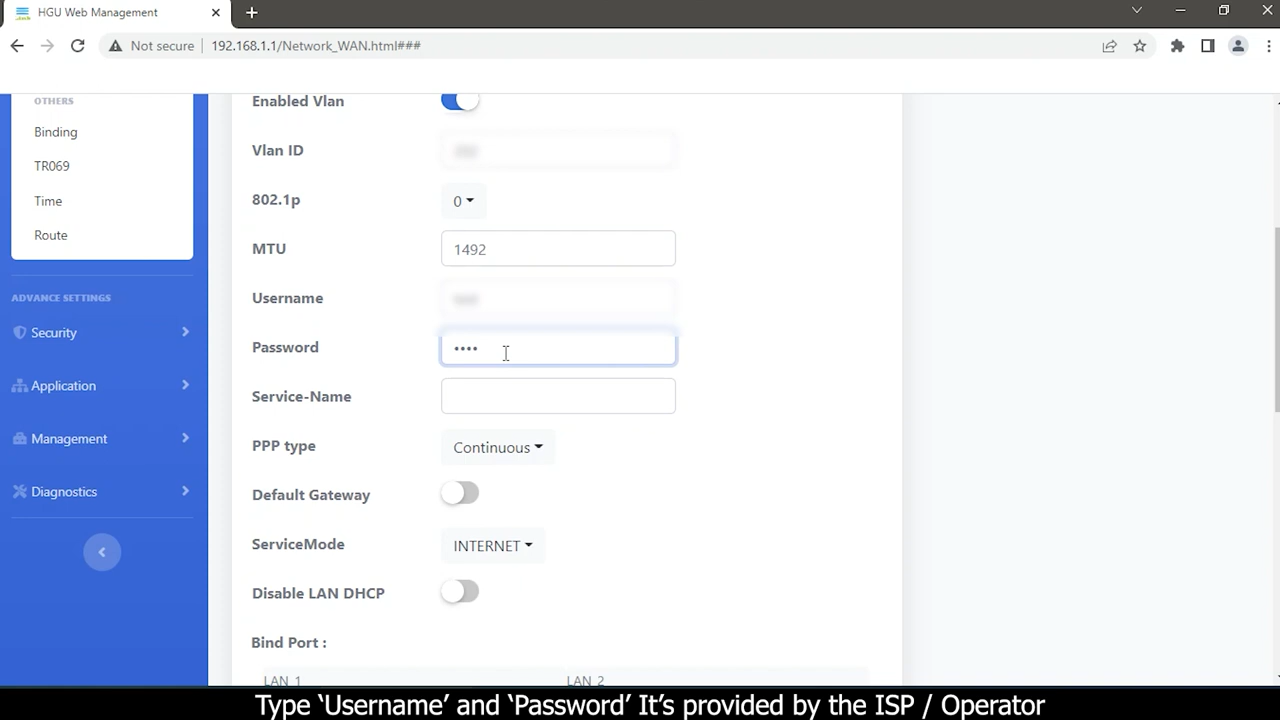 HGU Web Management
Not secure
192.168.1.1/Network_WAN.html###
OTHERS
Binding
TR069
Time
Route
ADVANCE SETTINGS
Security
Application
Management
Diagnostics
Enabled Vlan
Vlan ID
802.1p
0
MTU
1492
Username
Password
••••
Service-Name
PPP type
Continuous
Default Gateway
ServiceMode
INTERNET
Disable LAN DHCP
Bind Port :
LAN 1
LAN 2
Type ‘Username’ and ‘Password’ It’s provided by the ISP / Operator